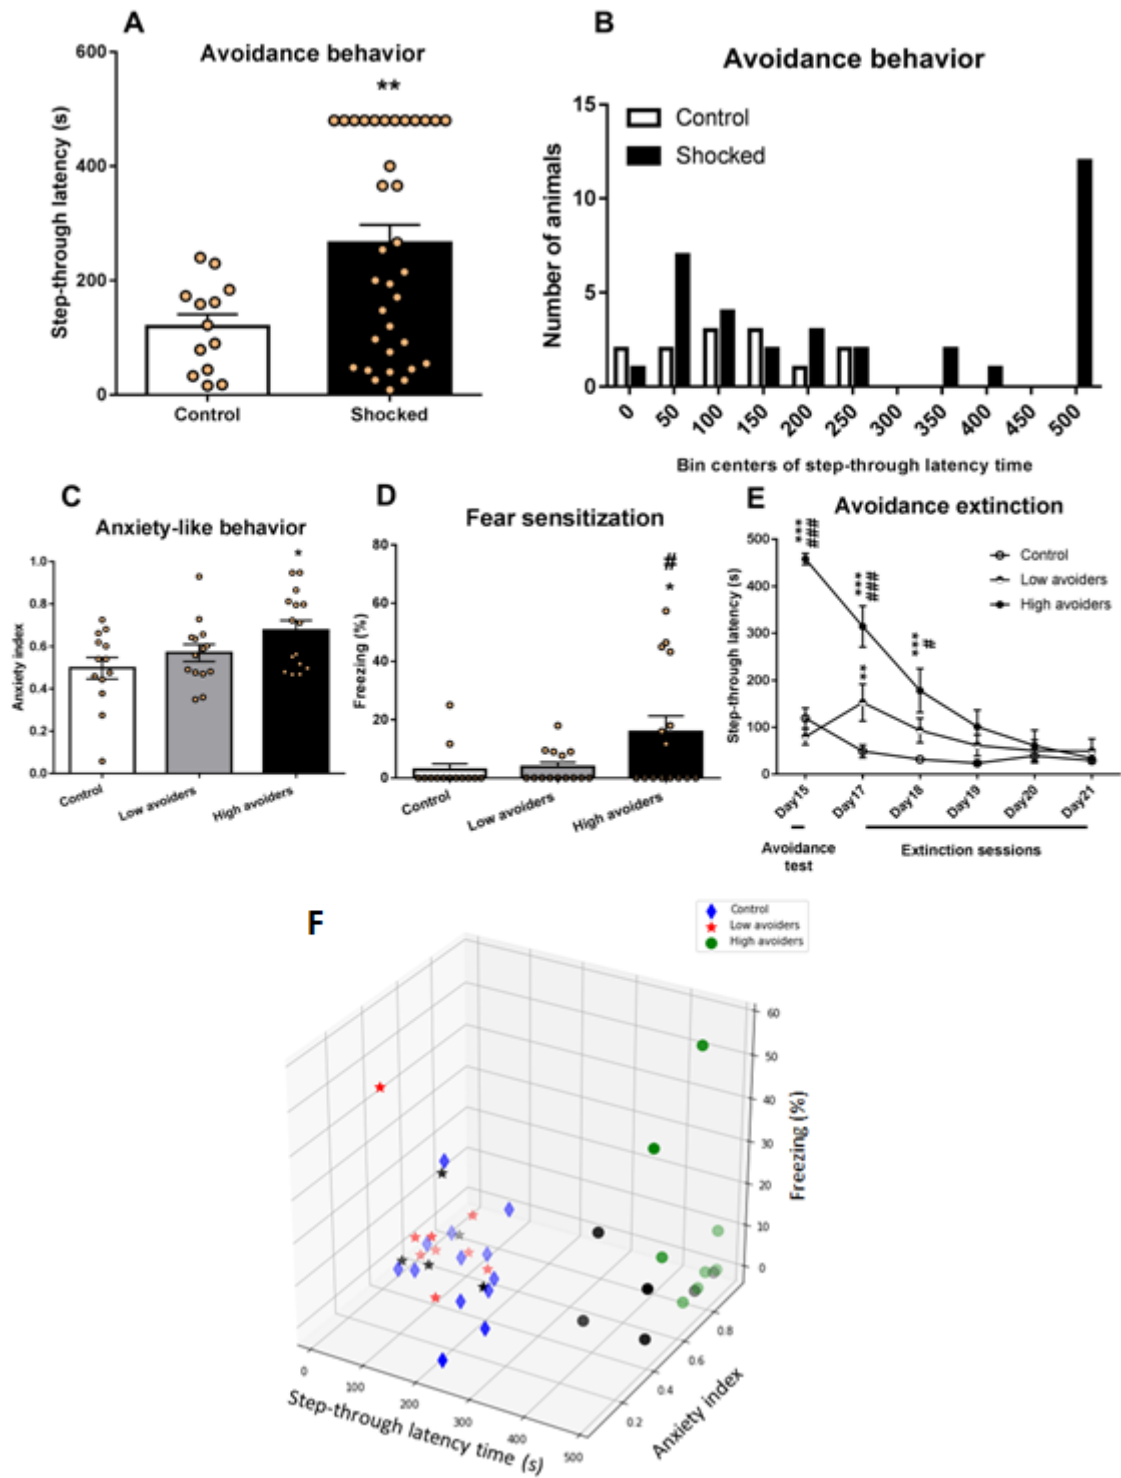 A
Avoidance behavior
**
Step-through latency (s)
600
400
200
0
Control
Shocked
B
Avoidance behavior
Control
Shocked
Number of animals
15
10
5
0
0 50 100 150 200 250 300 350 400 450 500
Bin centers of step-through latency time
C
Anxiety-like behavior
*
Anxiety index
1.0
0.8
0.6
0.4
0.2
0.0
Control
Low avoiders
High avoiders
D
Fear sensitization
#
*
Freezing (%)
80
60
40
20
0
Control
Low avoiders
High avoiders
E
Avoidance extinction
***
###
***
###
***
#
**
Control
Low avoiders
High avoiders
Step-through latency (s)
500
400
300
200
100
0
Day15 Day17 Day18 Day19 Day20 Day21
Avoidance
test
Extinction sessions
F
Control
Low avoiders
High avoiders
60
50
40
30
20
10
0
Freezing (%)
0.8
0.6
0.4
0.2
Anxiety index
0
100
200
300
400
500
Step-through latency time (s)